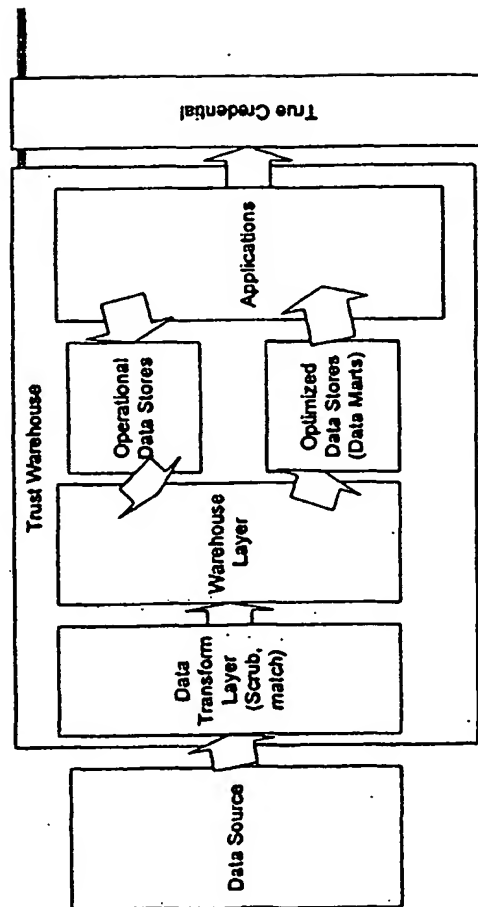 Trust Warehouse
Data Source
Data
Transform
Layer
(Scrub,
match)
Warehouse
Layer
Operational
Data Stores
Optimized
Data Stores
(Data Marts)
Applications
True Credential